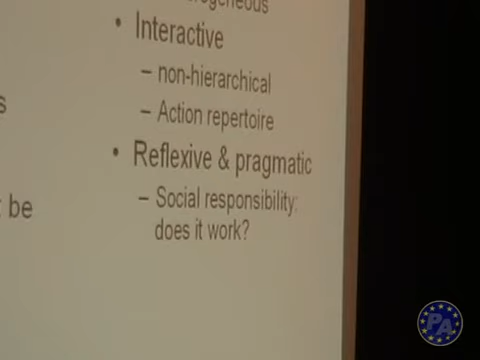 • Interactive
– non-hierarchical
– Action repertoire
s
• Reflexive & pragmatic
– Social responsibility:
be
does it work?
PA